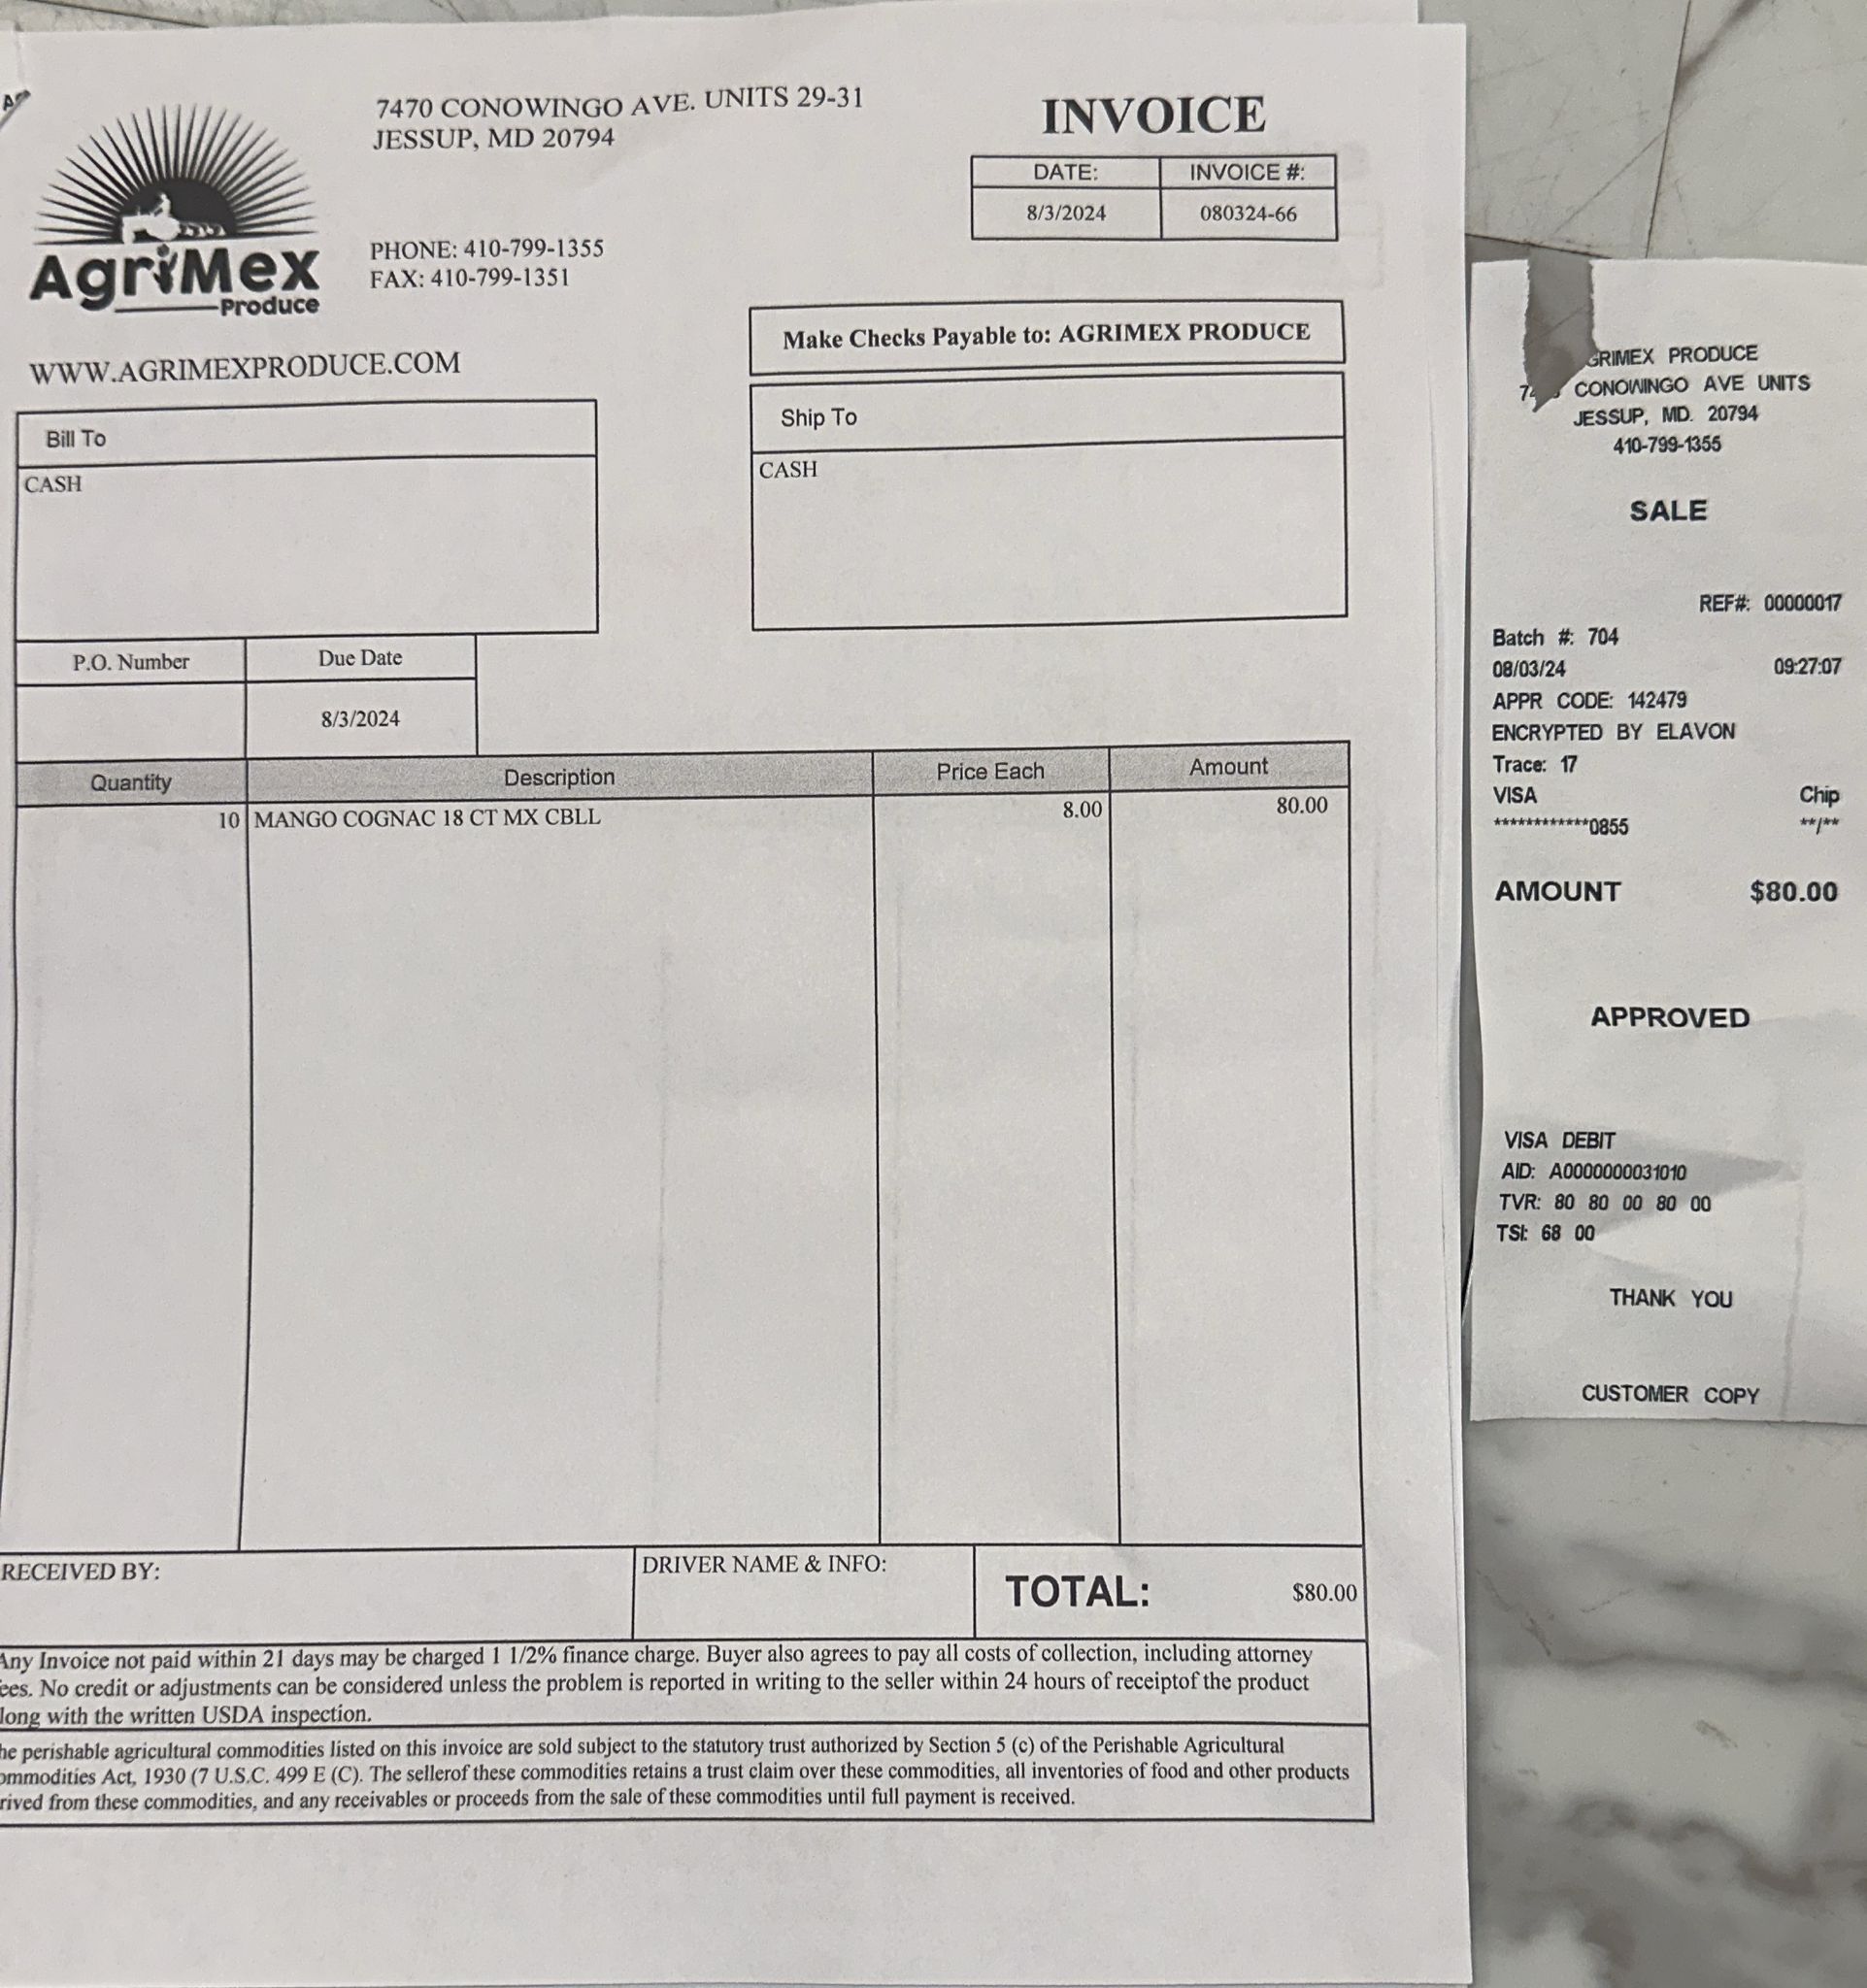 AgriMex
Produce
7470 CONOWINGO AVE. UNITS 29-31
JESSUP, MD 20794
PHONE: 410-799-1355
FAX: 410-799-1351
WWW.AGRIMEXPRODUCE.COM
INVOICE
DATE: INVOICE #:
8/3/2024 080324-66
Make Checks Payable to: AGRIMEX PRODUCE
Bill To
CASH
Ship To
CASH
P.O. Number Due Date
8/3/2024
Quantity Description Price Each Amount
10 MANGO COGNAC 18 CT MX CBLL 8.00 80.00
RECEIVED BY: DRIVER NAME & INFO: TOTAL: $80.00
Any Invoice not paid within 21 days may be charged 1 1/2% finance charge. Buyer also agrees to pay all costs of collection, including attorney
ees. No credit or adjustments can be considered unless the problem is reported in writing to the seller within 24 hours of receiptof the product
long with the written USDA inspection.
he perishable agricultural commodities listed on this invoice are sold subject to the statutory trust authorized by Section 5 (c) of the Perishable Agricultural
ommodities Act, 1930 (7 U.S.C. 499 E (C). The sellerof these commodities retains a trust claim over these commodities, all inventories of food and other products
rived from these commodities, and any receivables or proceeds from the sale of these commodities until full payment is received.
GRIMEX PRODUCE
CONOWINGO AVE UNITS
JESSUP, MD. 20794
410-799-1355
SALE
REF#: 00000017
Batch #: 704
08/03/24 09:27:07
APPR CODE: 142479
ENCRYPTED BY ELAVON
Trace: 17
VISA Chip
************0855 **/**
AMOUNT $80.00
APPROVED
VISA DEBIT
AID: A0000000031010
TVR: 80 80 00 80 00
TSI: 68 00
THANK YOU
CUSTOMER COPY